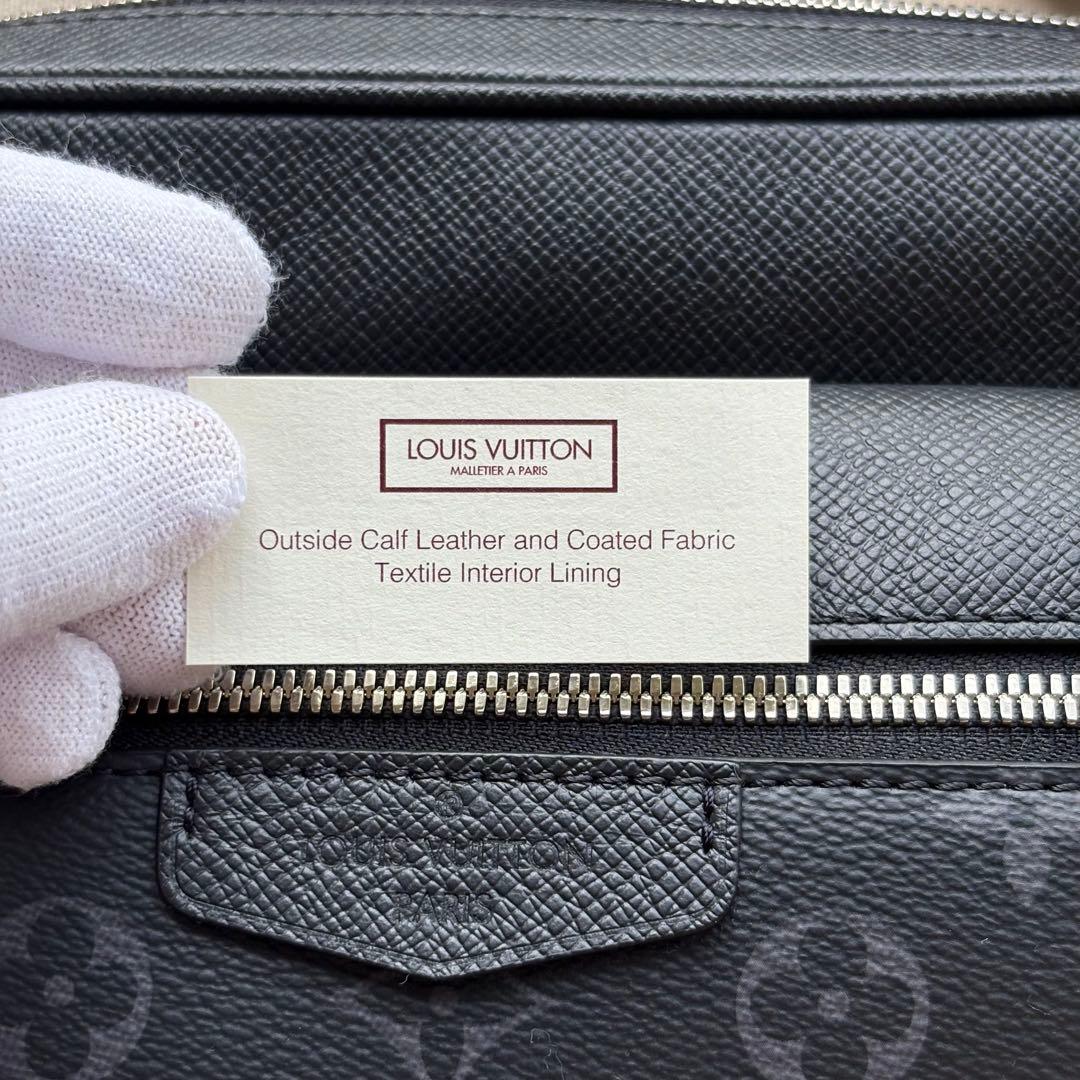 LOUIS VUITTON
MALLETIER A PARIS
Outside Calf Leather and Coated Fabric
Textile Interior Lining
®
LOUIS VUITTON
PARIS